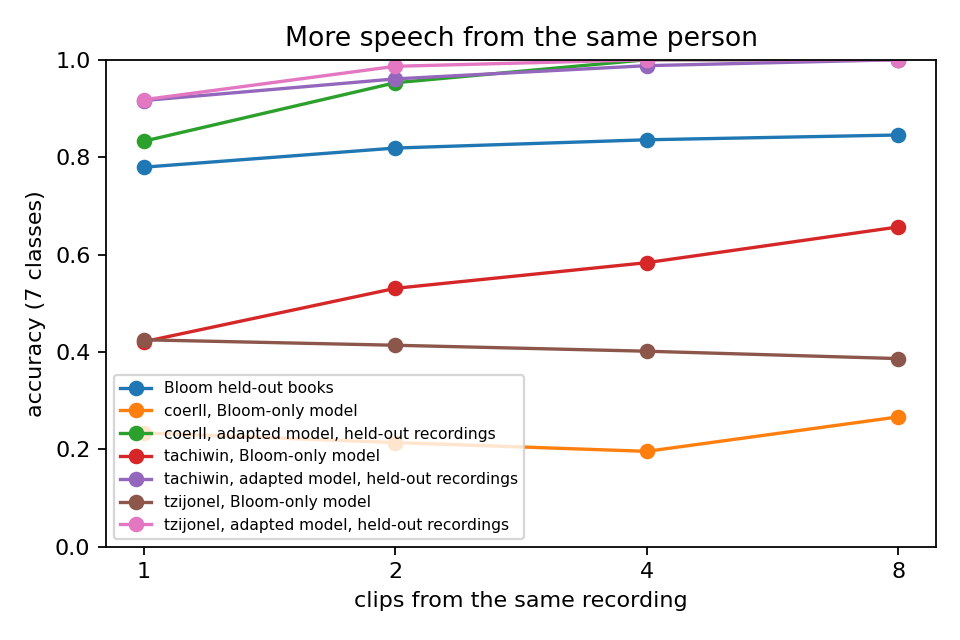 More speech from the same person
accuracy (7 classes)
1.0
0.8
0.6
0.4
0.2
0.0
Bloom held-out books
coerll, Bloom-only model
coerll, adapted model, held-out recordings
tachiwin, Bloom-only model
tachiwin, adapted model, held-out recordings
tzijonel, Bloom-only model
tzijonel, adapted model, held-out recordings
1 2 4 8
clips from the same recording